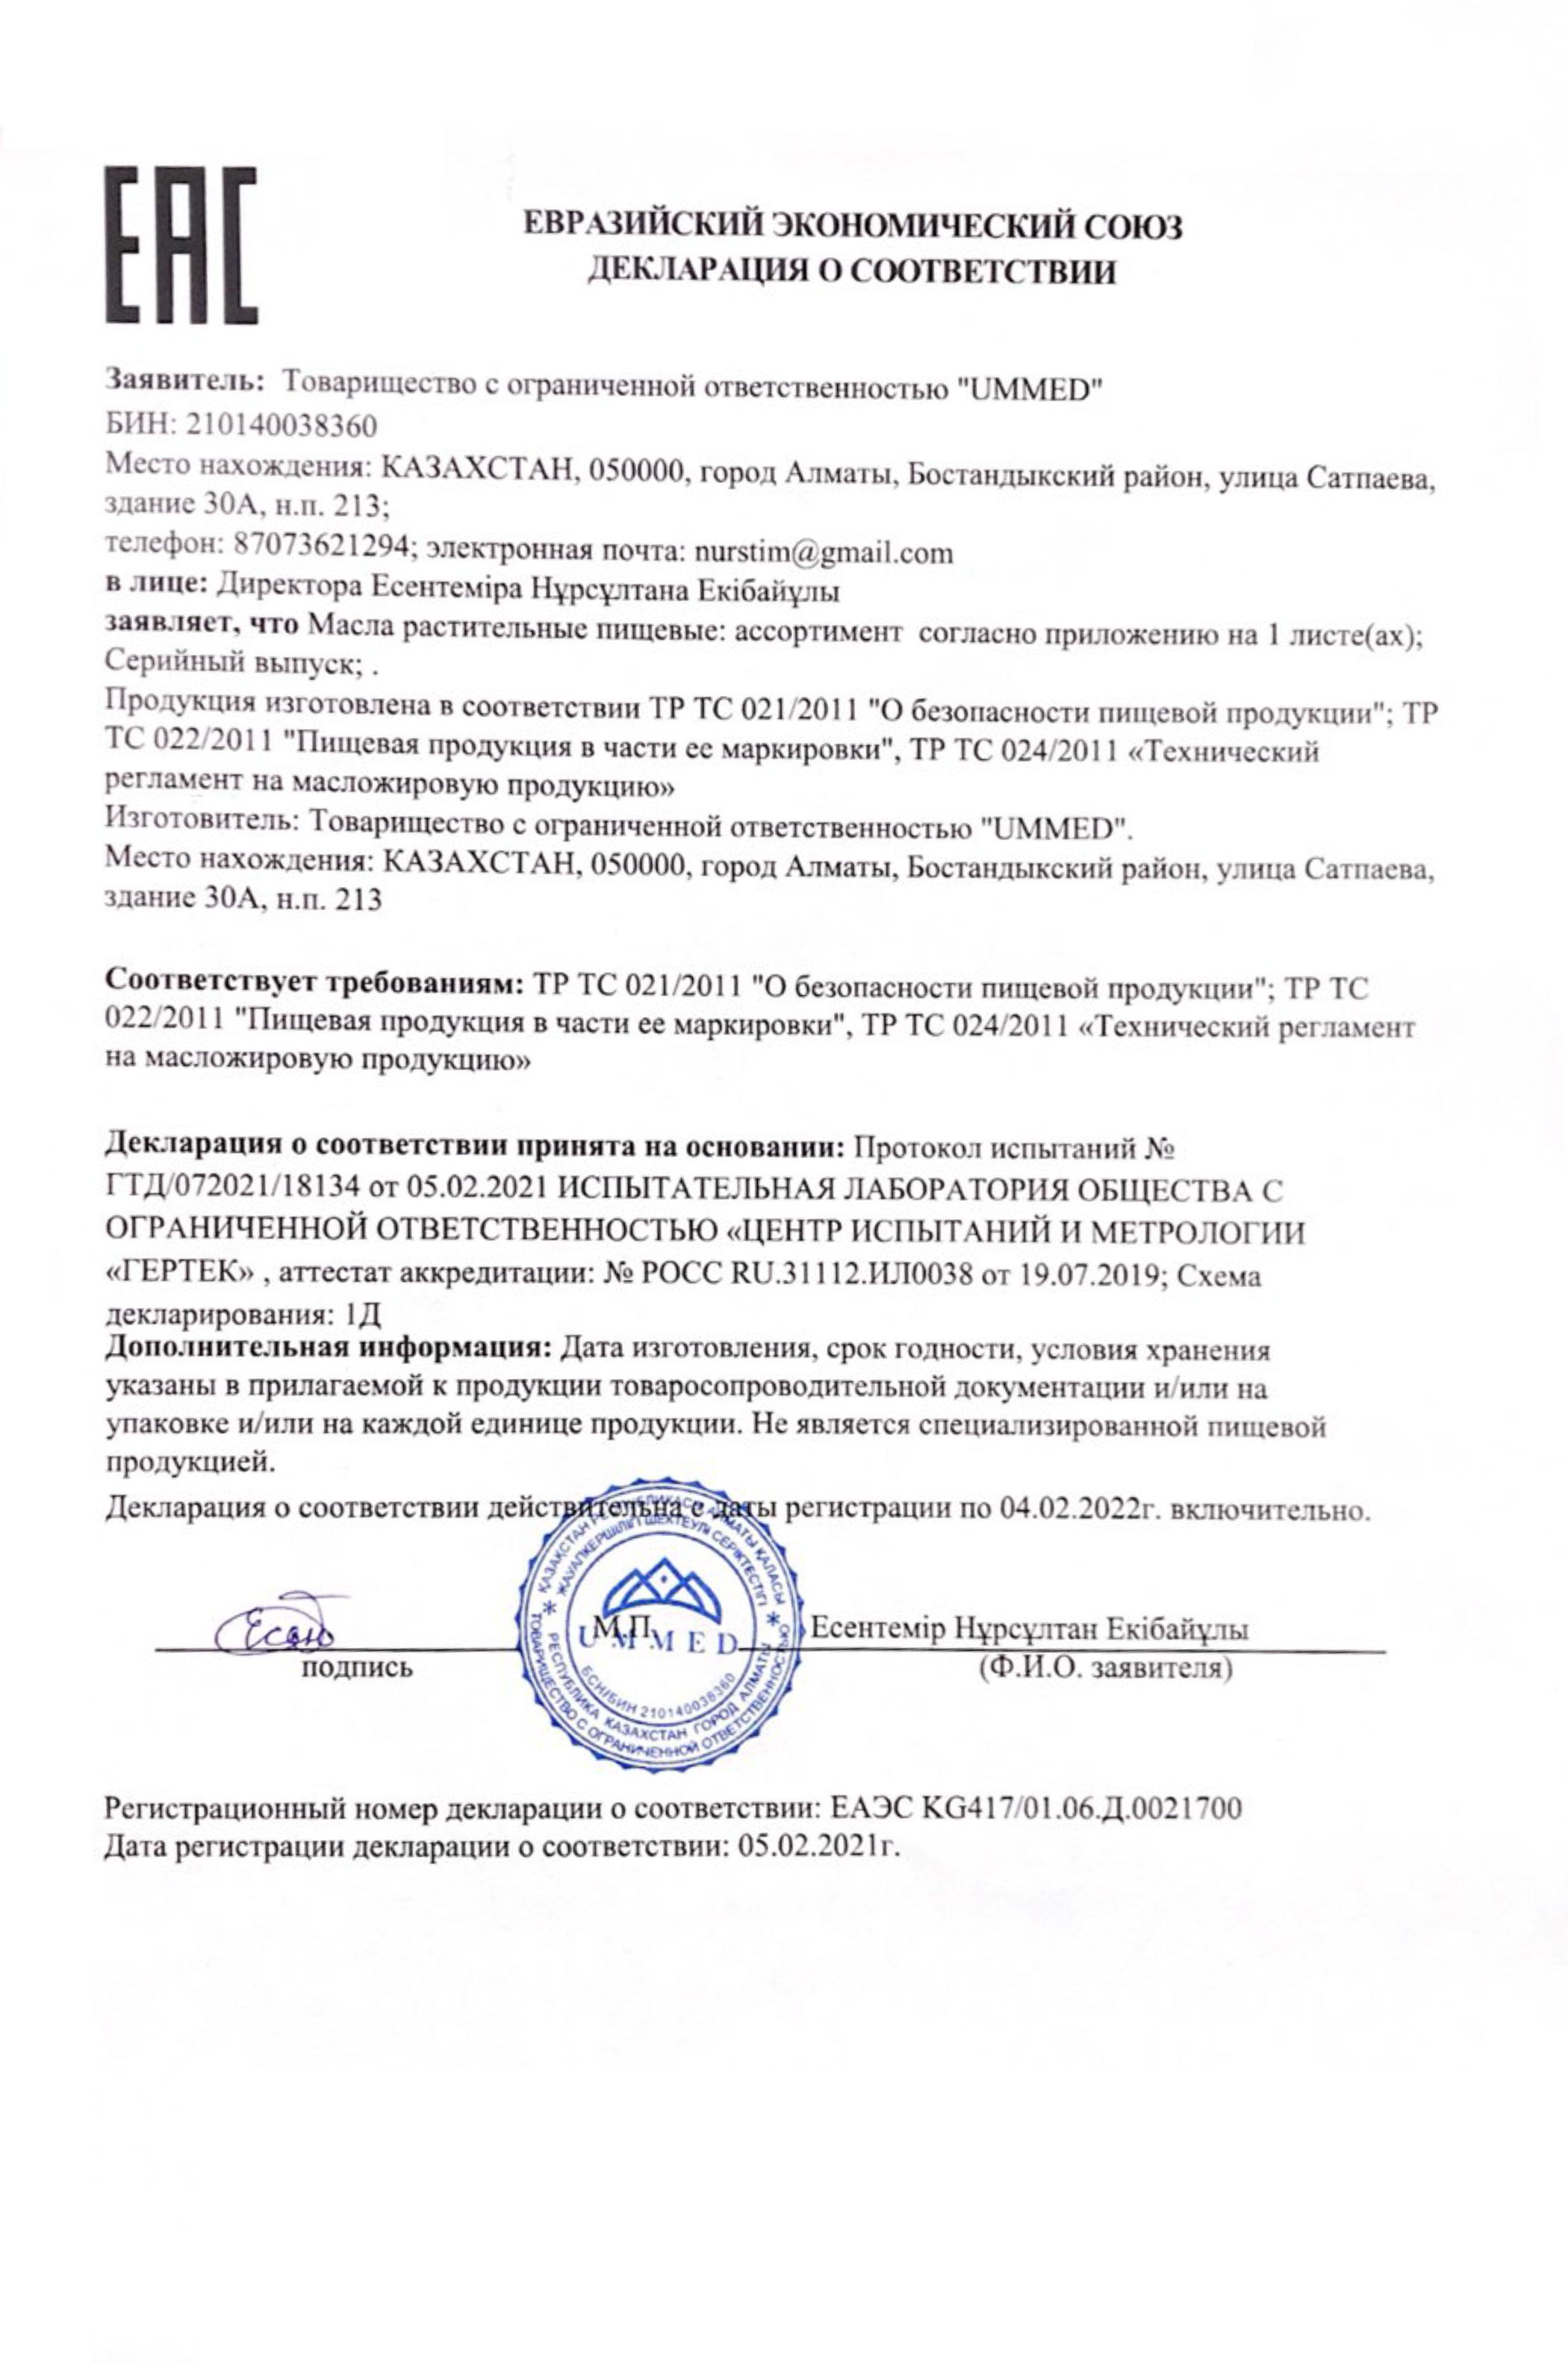 ЕАС
ЕВРАЗИЙСКИЙ ЭКОНОМИЧЕСКИЙ СОЮЗ
ДЕКЛАРАЦИЯ О СООТВЕТСТВИИ
Заявитель: Товарищество с ограниченной ответственностью "UMMED"
БИН: 210140038360
Место нахождения: КАЗАХСТАН, 050000, город Алматы, Бостандыкский район, улица Сатпаева,
здание 30А, н.п. 213;
телефон: 87073621294; электронная почта: nurstim@gmail.com
в лице: Директора Есентеміра Нұрсұлтана Екібайұлы
заявляет, что Масла растительные пищевые: ассортимент согласно приложению на 1 листе(ах);
Серийный выпуск; .
Продукция изготовлена в соответствии ТР ТС 021/2011 "О безопасности пищевой продукции"; ТР
ТС 022/2011 "Пищевая продукция в части ее маркировки", ТР ТС 024/2011 «Технический
регламент на масложировую продукцию»
Изготовитель: Товарищество с ограниченной ответственностью "UMMED".
Место нахождения: КАЗАХСТАН, 050000, город Алматы, Бостандыкский район, улица Сатпаева,
здание 30А, н.п. 213
Соответствует требованиям: ТР ТС 021/2011 "О безопасности пищевой продукции"; ТР ТС
022/2011 "Пищевая продукция в части ее маркировки", ТР ТС 024/2011 «Технический регламент
на масложировую продукцию»
Декларация о соответствии принята на основании: Протокол испытаний №
ГТД/072021/18134 от 05.02.2021 ИСПЫТАТЕЛЬНАЯ ЛАБОРАТОРИЯ ОБЩЕСТВА С
ОГРАНИЧЕННОЙ ОТВЕТСТВЕННОСТЬЮ «ЦЕНТР ИСПЫТАНИЙ И МЕТРОЛОГИИ
«ГЕРТЕК» , аттестат аккредитации: № РОСС RU.31112.ИЛ0038 от 19.07.2019; Схема
декларирования: 1Д
Дополнительная информация: Дата изготовления, срок годности, условия хранения
указаны в прилагаемой к продукции товаросопроводительной документации и/или на
упаковке и/или на каждой единице продукции. Не является специализированной пищевой
продукцией.
Декларация о соответствии действительна с даты регистрации по 04.02.2022г. включительно.
ҚАЗАҚСТАН РЕСПУБЛИКАСЫ АЛМАТЫ ҚАЛАСЫ
ЖАУАПКЕРШІЛІГІ ШЕКТЕУЛІ СЕРІКТЕСТІГІ
UMMED
БСН/БИН 210140038360
РЕСПУБЛИКА КАЗАХСТАН ГОРОД АЛМАТЫ
ТОВАРИЩЕСТВО С ОГРАНИЧЕННОЙ ОТВЕТСТВЕННОСТЬЮ
М.П. Есентемір Нұрсұлтан Екібайұлы
подпись (Ф.И.О. заявителя)
Регистрационный номер декларации о соответствии: ЕАЭС KG417/01.06.Д.0021700
Дата регистрации декларации о соответствии: 05.02.2021г.